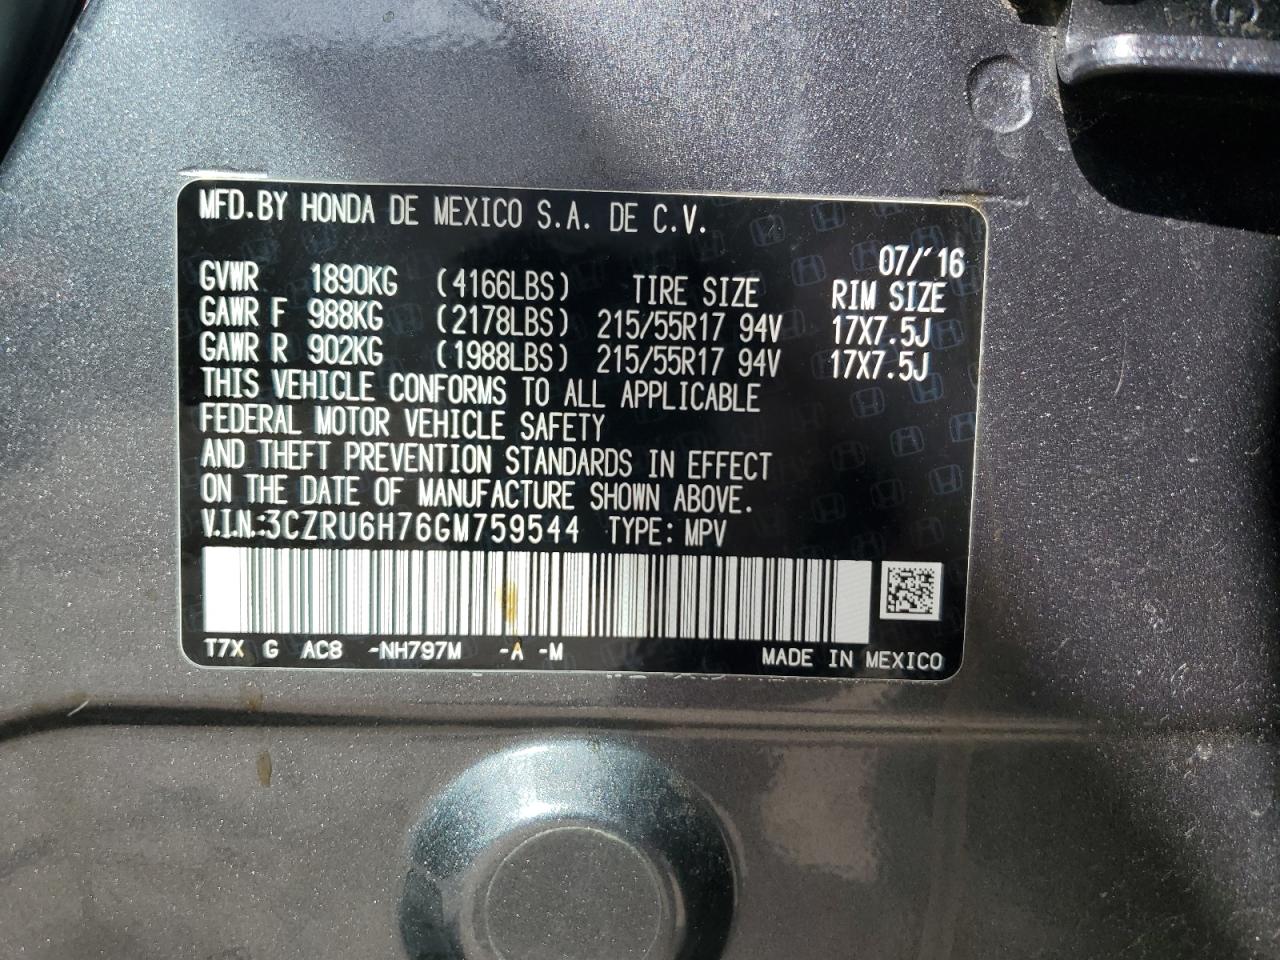 MFD.BY HONDA DE MEXICO S.A. DE C.V.
07/'16
GVWR 1890KG (4166LBS) TIRE SIZE RIM SIZE
GAWR F 988KG (2178LBS) 215/55R17 94V 17X7.5J
GAWR R 902KG (1988LBS) 215/55R17 94V 17X7.5J
THIS VEHICLE CONFORMS TO ALL APPLICABLE
FEDERAL MOTOR VEHICLE SAFETY
AND THEFT PREVENTION STANDARDS IN EFFECT
ON THE DATE OF MANUFACTURE SHOWN ABOVE.
V.I.N.:3CZRU6H76GM759544 TYPE: MPV
T7X G AC8 -NH797M -A -M
MADE IN MEXICO